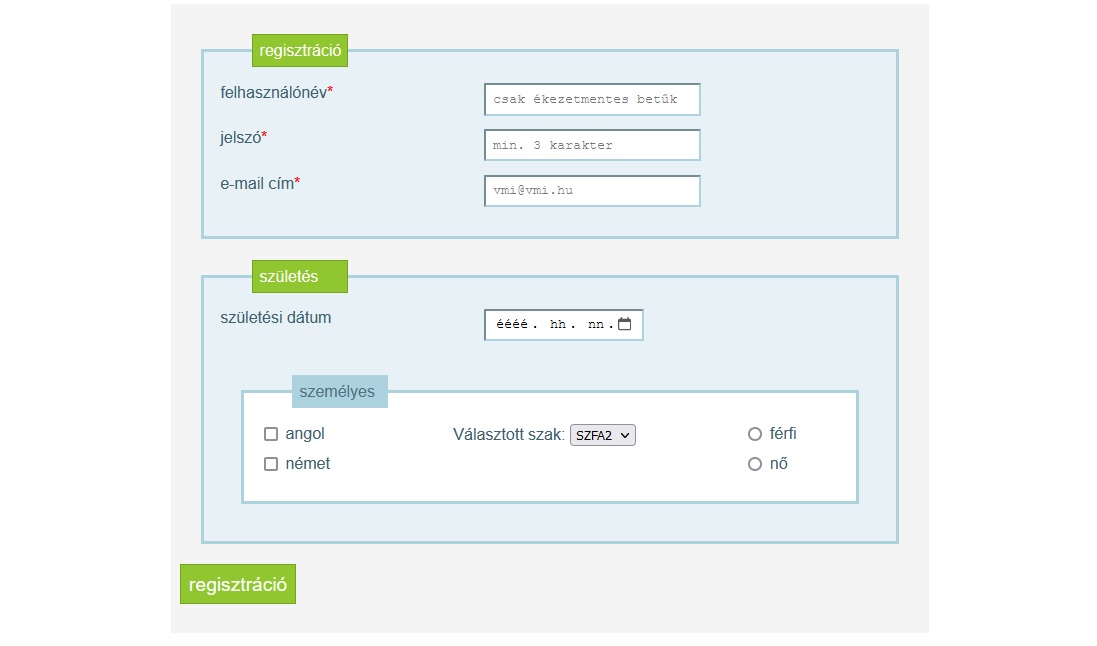 regisztráció
felhasználónév* csak ékezetmentes betűk
jelszó* min. 3 karakter
e-mail cím* vmi@vmi.hu
születés
születési dátum éééé. hh. nn.
személyes
angol Választott szak: SZFA2 férfi
német nő
regisztráció